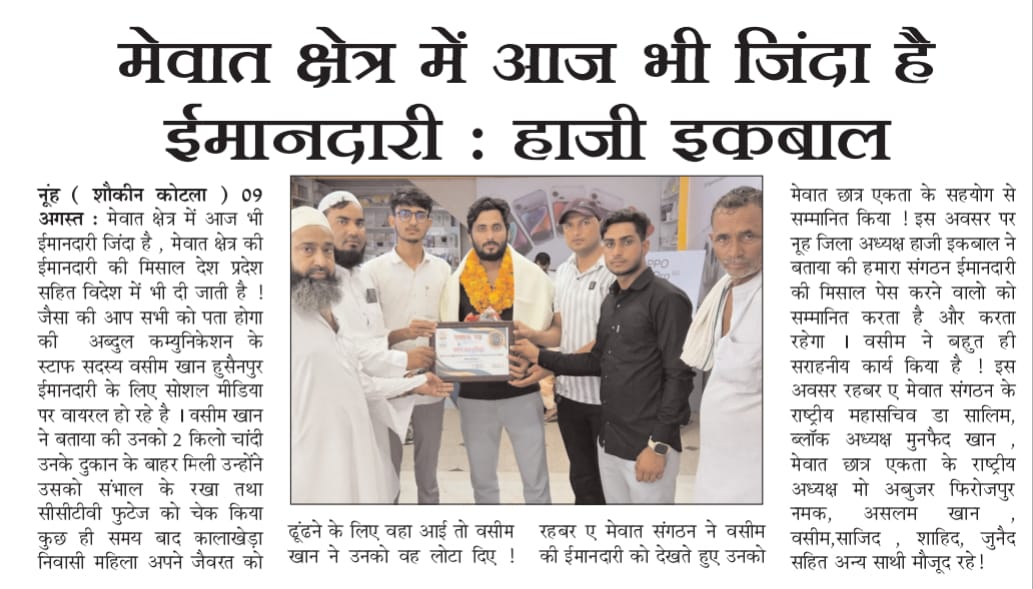 मेवात क्षेत्र में आज भी जिंदा है
ईमानदारी : हाजी इकबाल
नूंह ( शौकीन कोटला ) 09
अगस्त : मेवात क्षेत्र में आज भी
ईमानदारी जिंदा है , मेवात क्षेत्र की
ईमानदारी की मिसाल देश प्रदेश
सहित विदेश में भी दी जाती है !
जैसा की आप सभी को पता होगा
की अब्दुल कम्युनिकेशन के
स्टाफ सदस्य वसीम खान हुसैनपुर
ईमानदारी के लिए सोशल मीडिया
पर वायरल हो रहे है । वसीम खान
ने बताया की उनको 2 किलो चांदी
उनके दुकान के बाहर मिली उन्होंने
उसको संभाल के रखा तथा
सीसीटीवी फुटेज को चेक किया
कुछ ही समय बाद कालाखेड़ा
निवासी महिला अपने जेवरत को
ढूंढने के लिए वहा आई तो वसीम
खान ने उनको वह लोटा दिए !
रहबर ए मेवात संगठन ने वसीम
की ईमानदारी को देखते हुए उनको
मेवात छात्र एकता के सहयोग से
सम्मानित किया ! इस अवसर पर
नूह जिला अध्यक्ष हाजी इकबाल ने
बताया की हमारा संगठन ईमानदारी
की मिसाल पेस करने वालो को
सम्मानित करता है और करता
रहेगा । वसीम ने बहुत ही
सराहनीय कार्य किया है ! इस
अवसर रहबर ए मेवात संगठन के
राष्ट्रीय महासचिव डा सालिम,
ब्लॉक अध्यक्ष मुनफैद खान ,
मेवात छात्र एकता के राष्ट्रीय
अध्यक्ष मो अबुजर फिरोजपुर
नमक, असलम खान ,
वसीम,साजिद , शाहिद, जुनैद
सहित अन्य साथी मौजूद रहे!